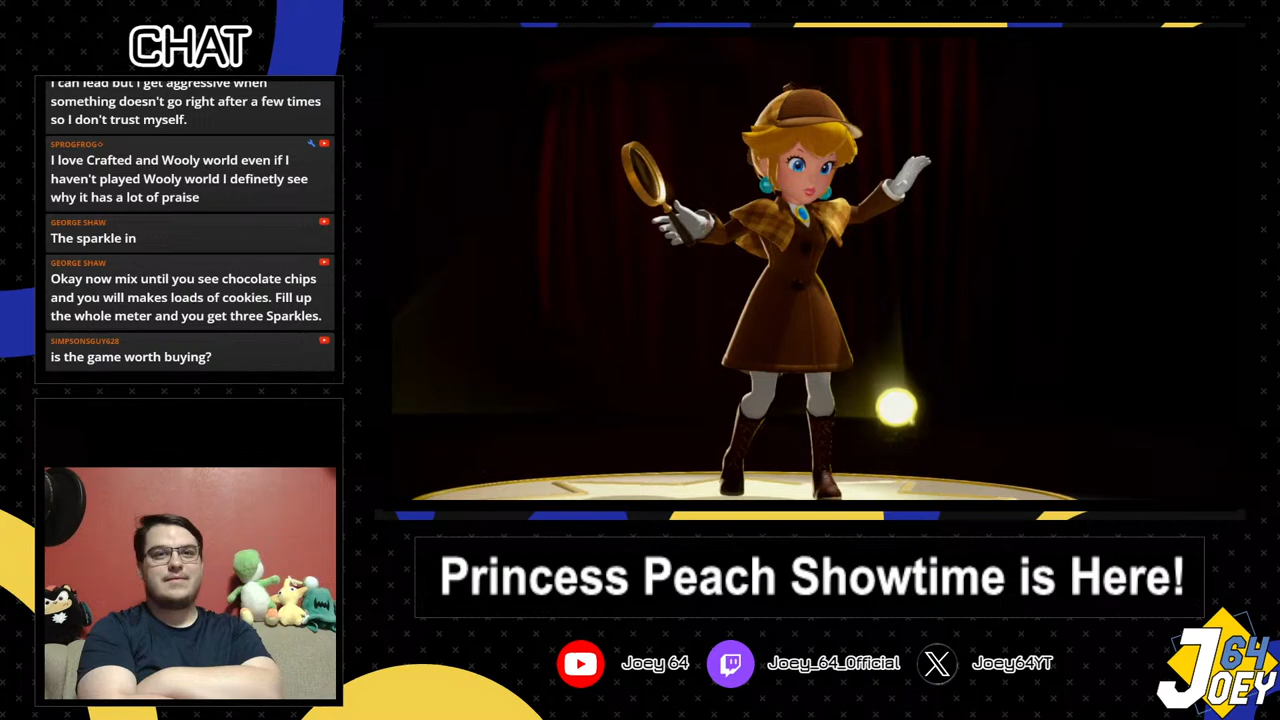 CHAT
I can lead but I get aggressive when
something doesn't go right after a few times
so I don't trust myself.
SPROGFROG
I love Crafted and Wooly world even if I
haven't played Wooly world I definetly see
why it has a lot of praise
GEORGE SHAW
The sparkle in
GEORGE SHAW
Okay now mix until you see chocolate chips
and you will makes loads of cookies. Fill up
the whole meter and you get three Sparkles.
SIMPSONSGUY628
is the game worth buying?
Princess Peach Showtime is Here!
Joey 64
Joey_64_Official
Joey64YT
64
JOEY